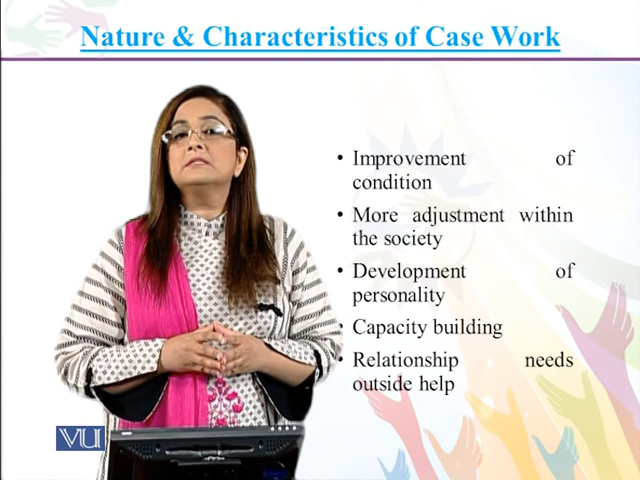 Nature & Characteristics of Case Work
• Improvement of
condition
• More adjustment within
the society
• Development of
personality
• Capacity building
• Relationship needs
outside help
VU